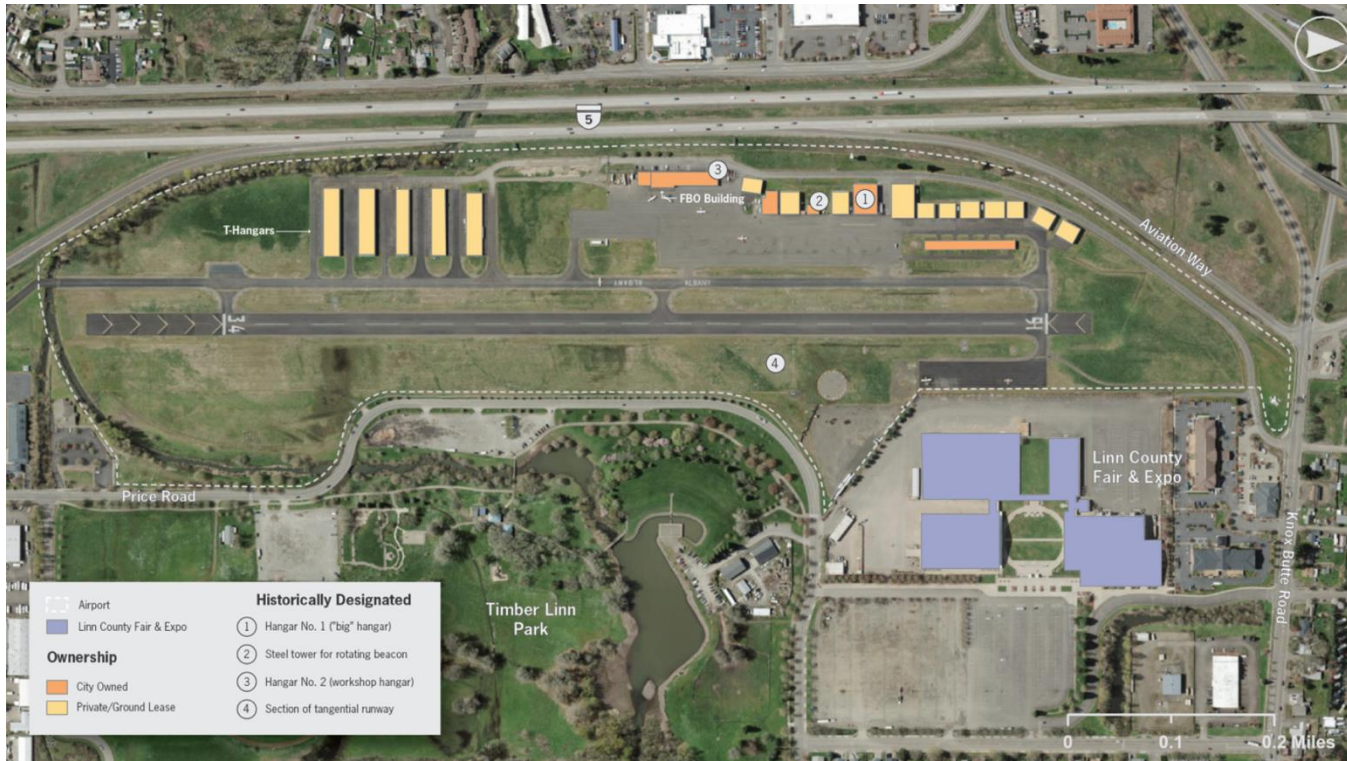 5
3
FBO Building
2
1
T-Hangars
Aviation Way
ALBANY
34
16
4
Linn County
Fair & Expo
Price Road
Knox Butte Road
Timber Linn
Park
Airport
Linn County Fair & Expo
Ownership
City Owned
Private/Ground Lease
Historically Designated
1 Hangar No. 1 ("big" hangar)
2 Steel tower for rotating beacon
3 Hangar No. 2 (workshop hangar)
4 Section of tangential runway
0 0.1 0.2 Miles